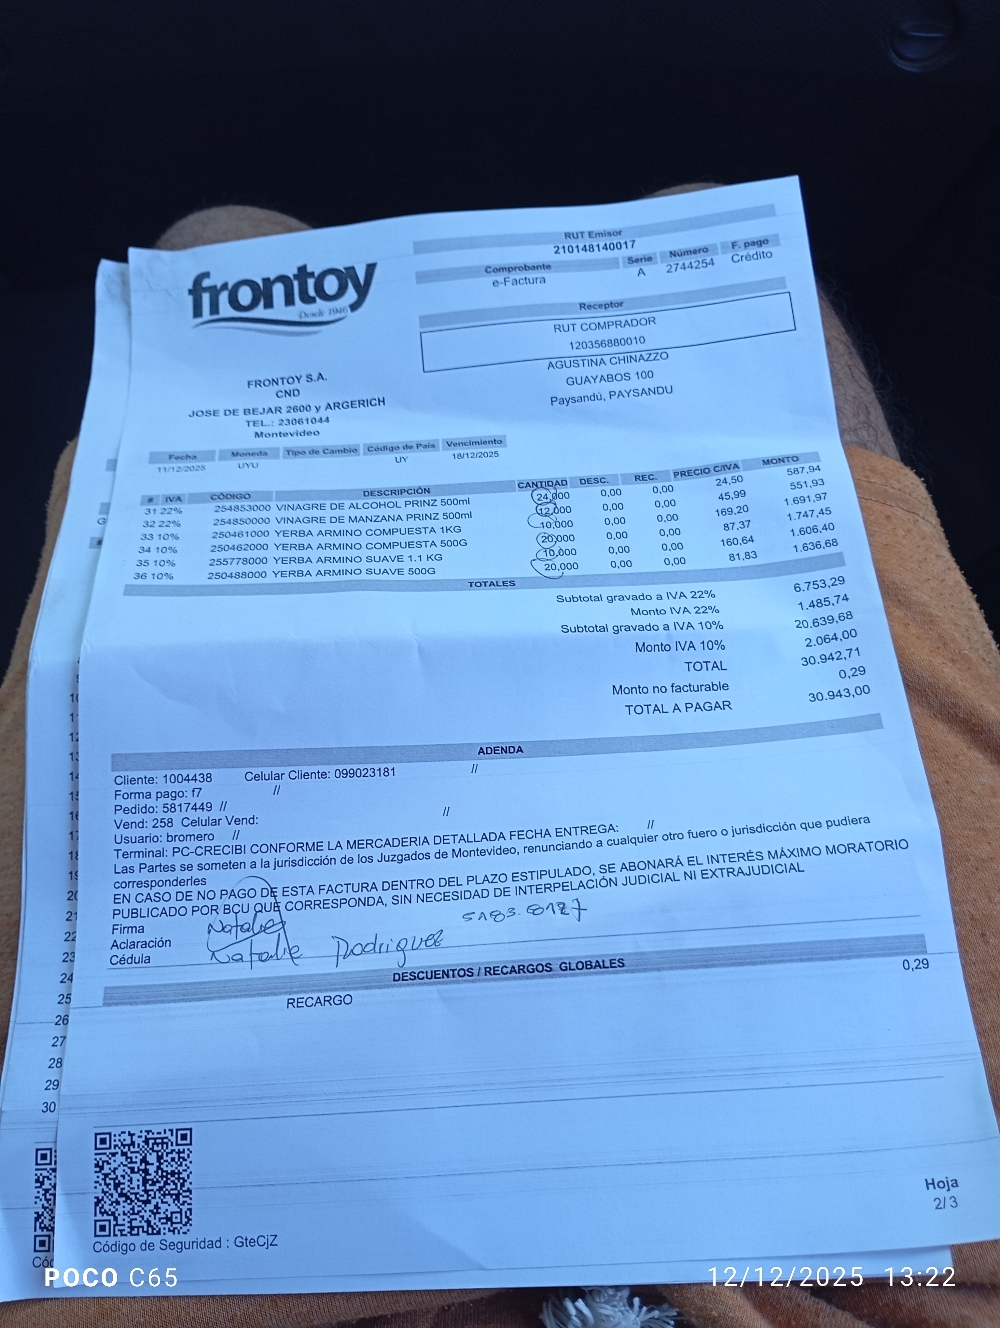 frontoy
Desde 1946
RUT Emisor
210148140017
Comprobante Serie Número F. pago
e-Factura A 2744254 Crédito
Receptor
RUT COMPRADOR
120356880010
AGUSTINA CHINAZZO
GUAYABOS 100
Paysandú, PAYSANDU
FRONTOY S.A.
CND
JOSE DE BEJAR 2600 y ARGERICH
TEL.: 23061044
Montevideo
Fecha Moneda Tipo de Cambio Código de País Vencimiento
11/12/2025 UYU UY 18/12/2025
# IVA CÓDIGO DESCRIPCIÓN CANTIDAD DESC. REC. PRECIO C/IVA MONTO
31 22% 254853000 VINAGRE DE ALCOHOL PRINZ 500ml 24,000 0,00 0,00 24,50 587,94
32 22% 254850000 VINAGRE DE MANZANA PRINZ 500ml 12,000 0,00 0,00 45,99 551,93
33 10% 250461000 YERBA ARMINO COMPUESTA 1KG 10,000 0,00 0,00 169,20 1.691,97
34 10% 250462000 YERBA ARMINO COMPUESTA 500G 20,000 0,00 0,00 87,37 1.747,45
35 10% 255778000 YERBA ARMINO SUAVE 1.1 KG 10,000 0,00 0,00 160,64 1.606,40
36 10% 250488000 YERBA ARMINO SUAVE 500G 20,000 0,00 0,00 81,83 1.636,68
TOTALES
Subtotal gravado a IVA 22% 6.753,29
Monto IVA 22% 1.485,74
Subtotal gravado a IVA 10% 20.639,68
Monto IVA 10% 2.064,00
TOTAL 30.942,71
Monto no facturable 0,29
TOTAL A PAGAR 30.943,00
ADENDA
Cliente: 1004438 Celular Cliente: 099023181 //
Forma pago: f7 //
Pedido: 5817449 //
Vend: 258 Celular Vend: //
Usuario: bromero //
Terminal: PC-CRECIBI CONFORME LA MERCADERIA DETALLADA FECHA ENTREGA: //
Las Partes se someten a la jurisdicción de los Juzgados de Montevideo, renunciando a cualquier otro fuero o jurisdicción que pudiera
corresponderles
EN CASO DE NO PAGO DE ESTA FACTURA DENTRO DEL PLAZO ESTIPULADO, SE ABONARÁ EL INTERÉS MÁXIMO MORATORIO
PUBLICADO POR BCU QUE CORRESPONDA, SIN NECESIDAD DE INTERPELACIÓN JUDICIAL NI EXTRAJUDICIAL
Firma Natalie 5183.8127
Aclaración Natalie Rodriguez
Cédula
DESCUENTOS / RECARGOS GLOBALES
RECARGO 0,29
19
20
21
22
23
24
25
26
27
28
29
30
Código de Seguridad : GteCjZ
Hoja
2/3
POCO C65
12/12/2025 13:22